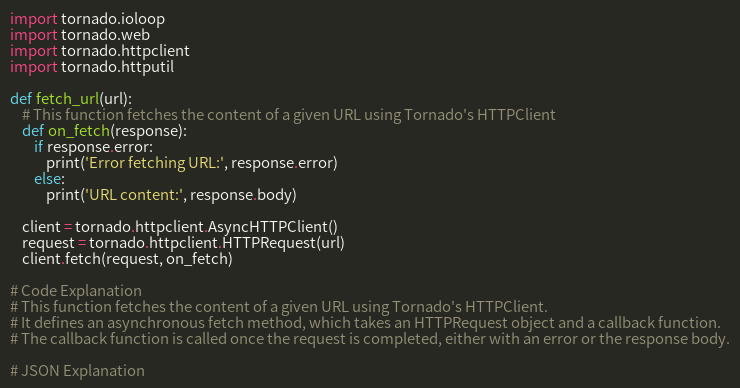 import tornado.ioloop
import tornado.web
import tornado.httpclient
import tornado.httputil

def fetch_url(url):
    # This function fetches the content of a given URL using Tornado's HTTPClient
    def on_fetch(response):
        if response.error:
            print('Error fetching URL:', response.error)
        else:
            print('URL content:', response.body)

    client = tornado.httpclient.AsyncHTTPClient()
    request = tornado.httpclient.HTTPRequest(url)
    client.fetch(request, on_fetch)

# Code Explanation
# This function fetches the content of a given URL using Tornado's HTTPClient.
# It defines an asynchronous fetch method, which takes an HTTPRequest object and a callback function.
# The callback function is called once the request is completed, either with an error or the response body.

# JSON Explanation